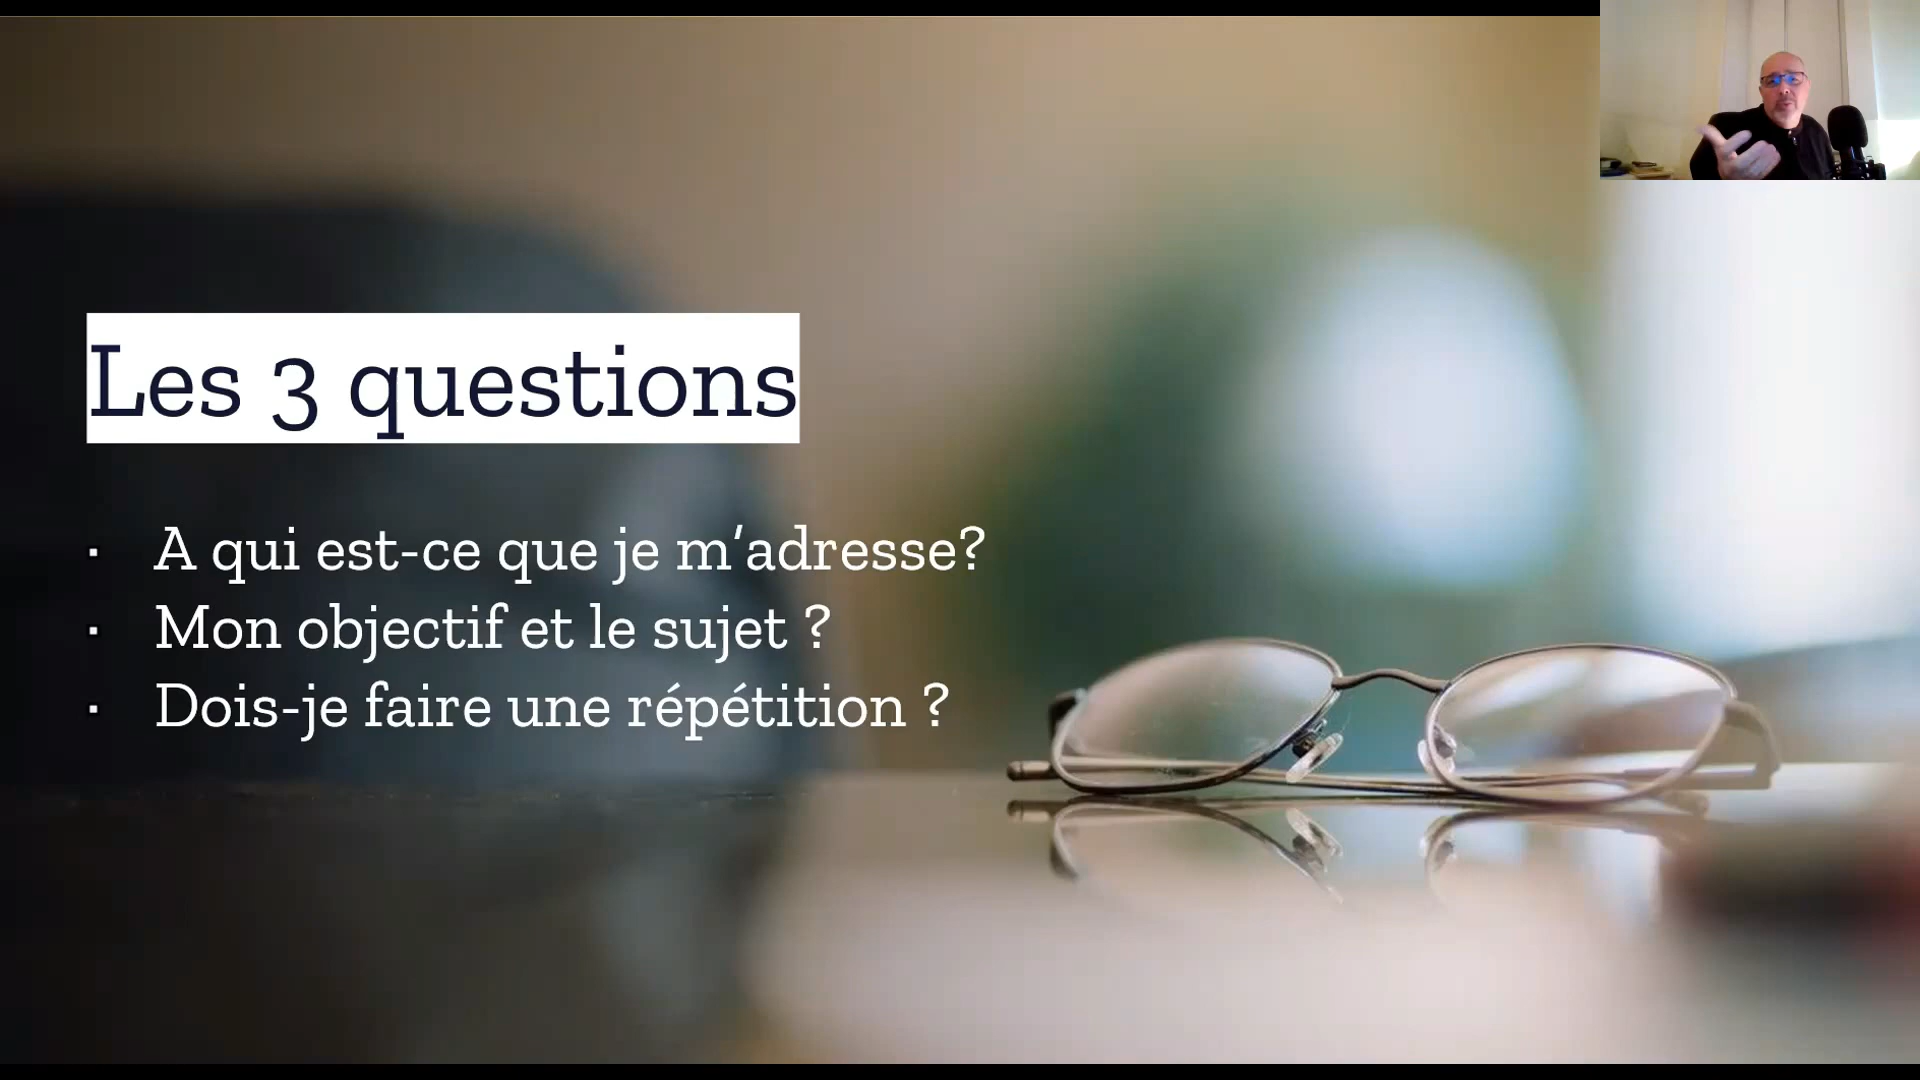 Les 3 questions
A qui est-ce que je m’adresse?
Mon objectif et le sujet ?
Dois-je faire une répétition ?